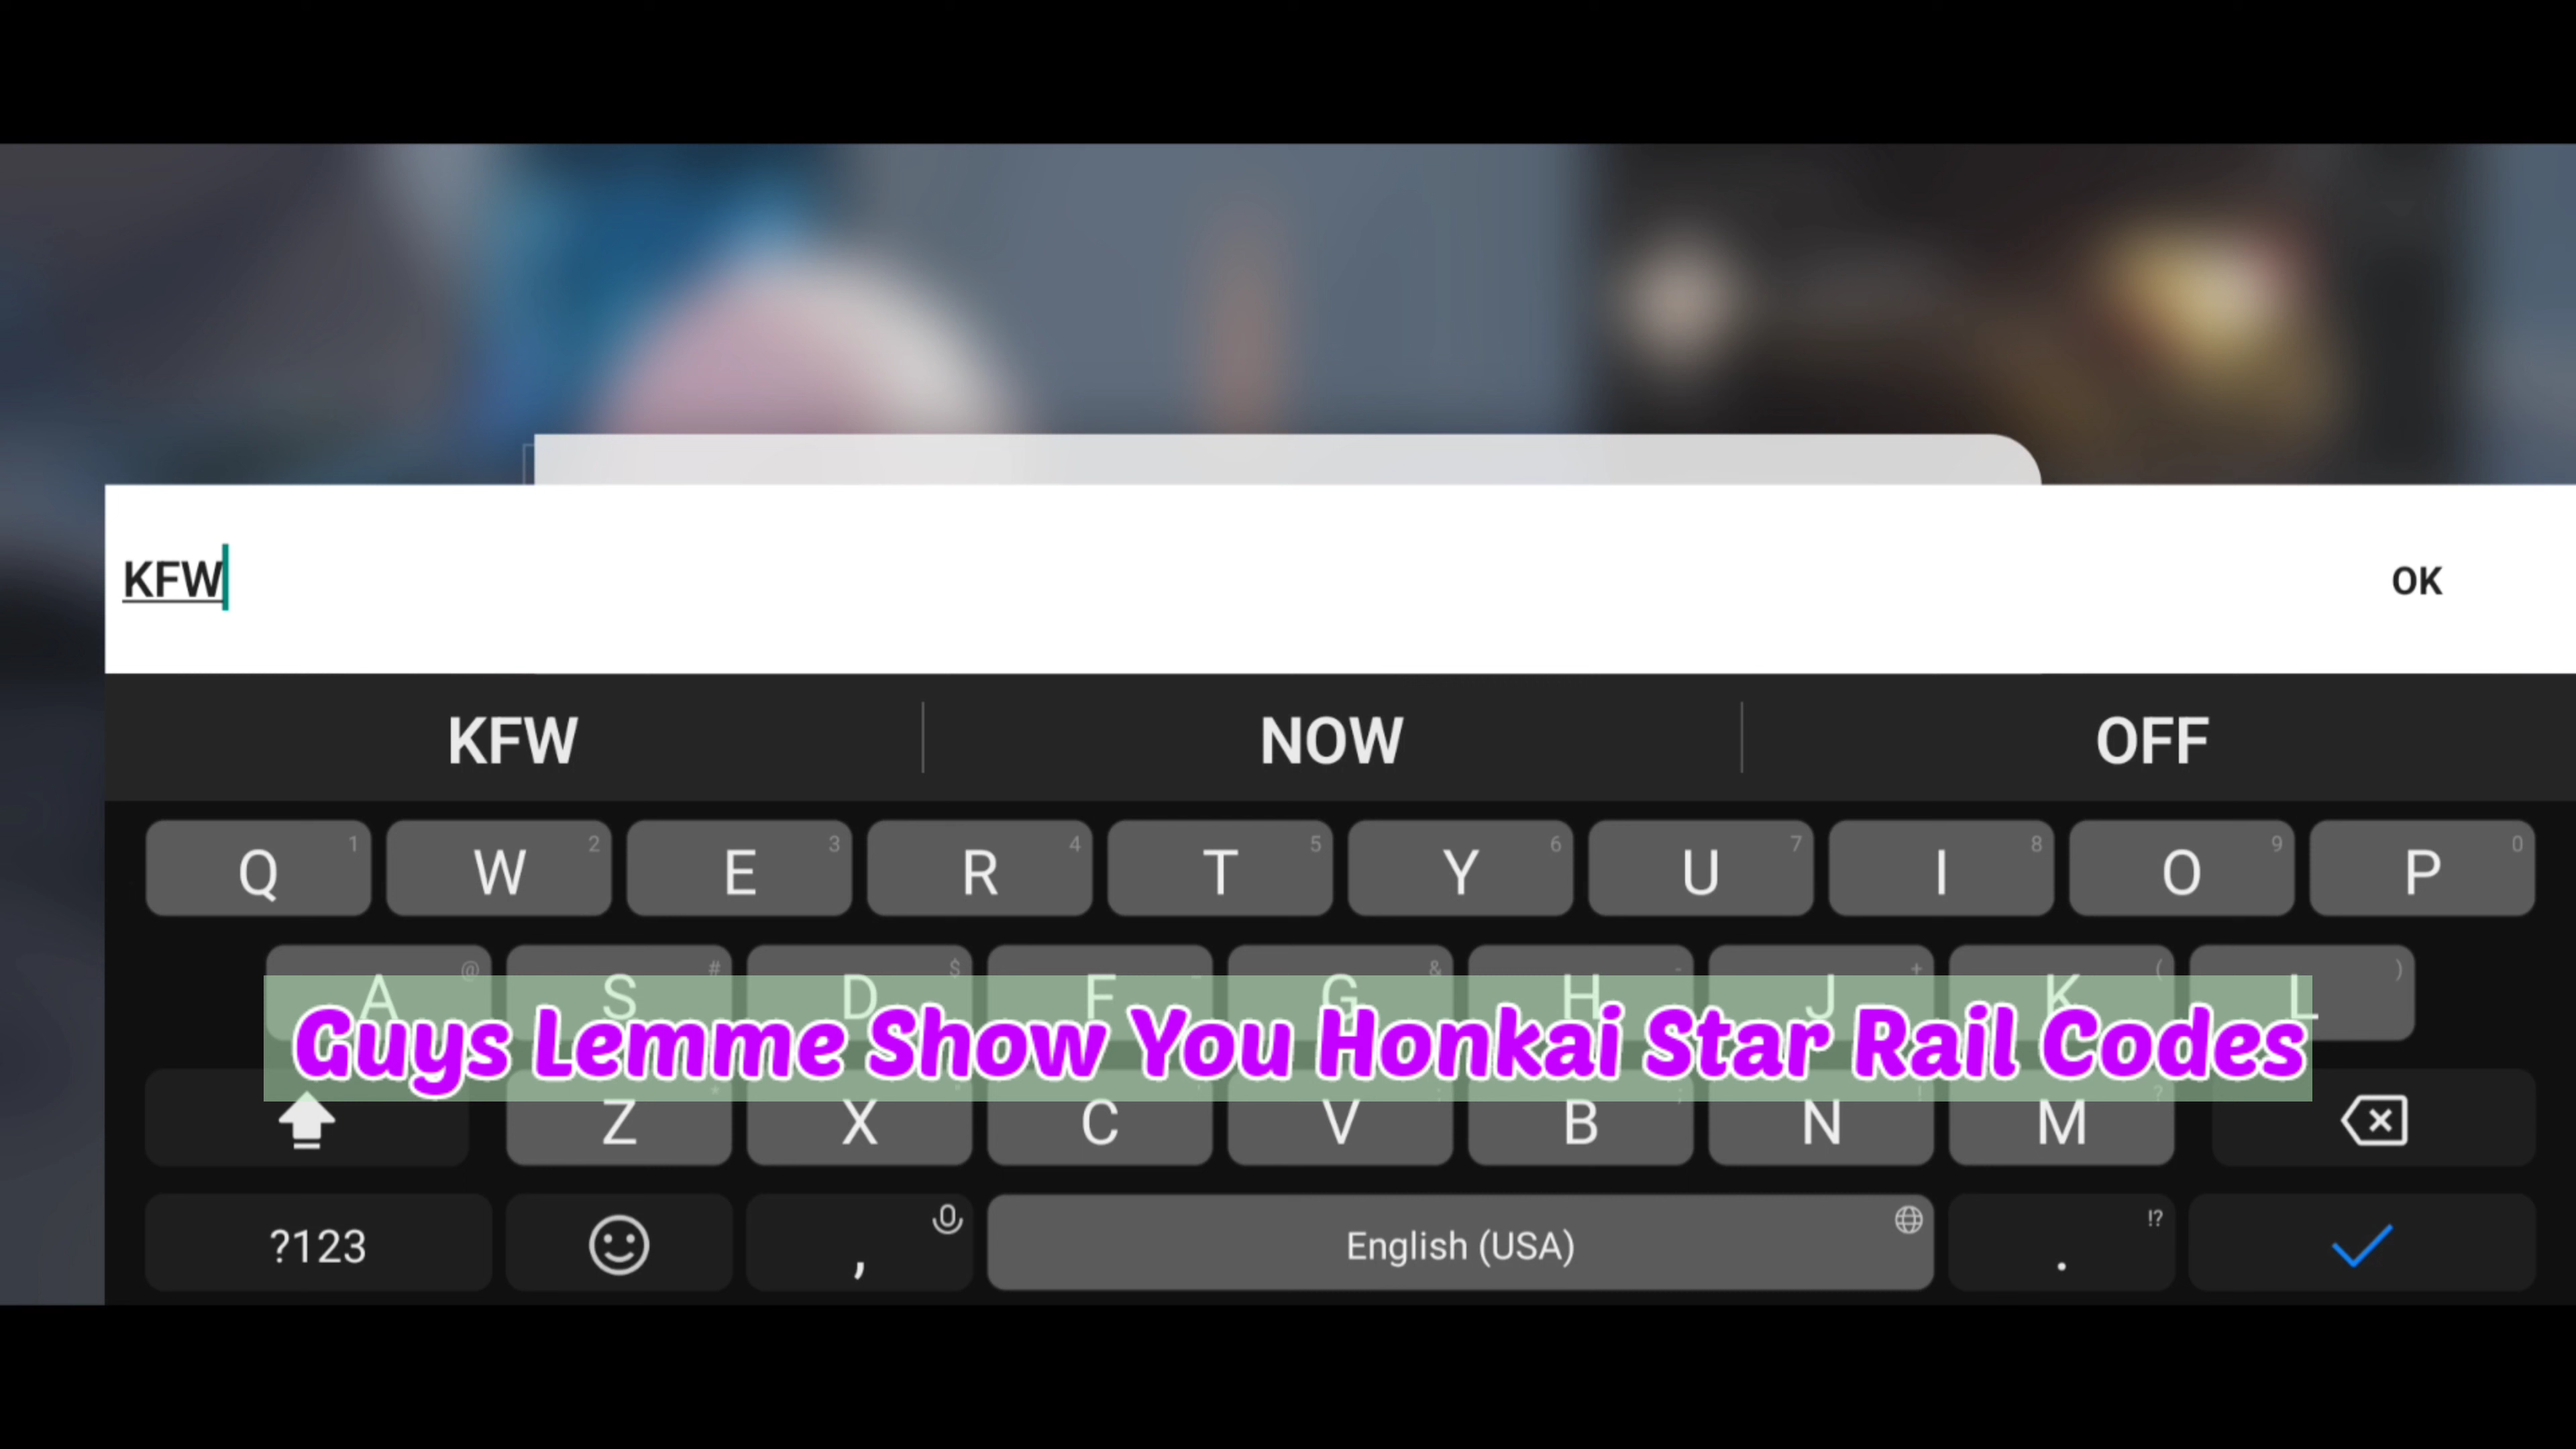 KFW
OK
KFW NOW OFF
Q 1 W 2 E 3 R 4 T 5 Y 6 U 7 I 8 O 9 P 0
A @ S # D $ F _ G & H - J + K ( L )
Guys Lemme Show You Honkai Star Rail Codes
Z X C V B N M
?123 , English (USA) . !?